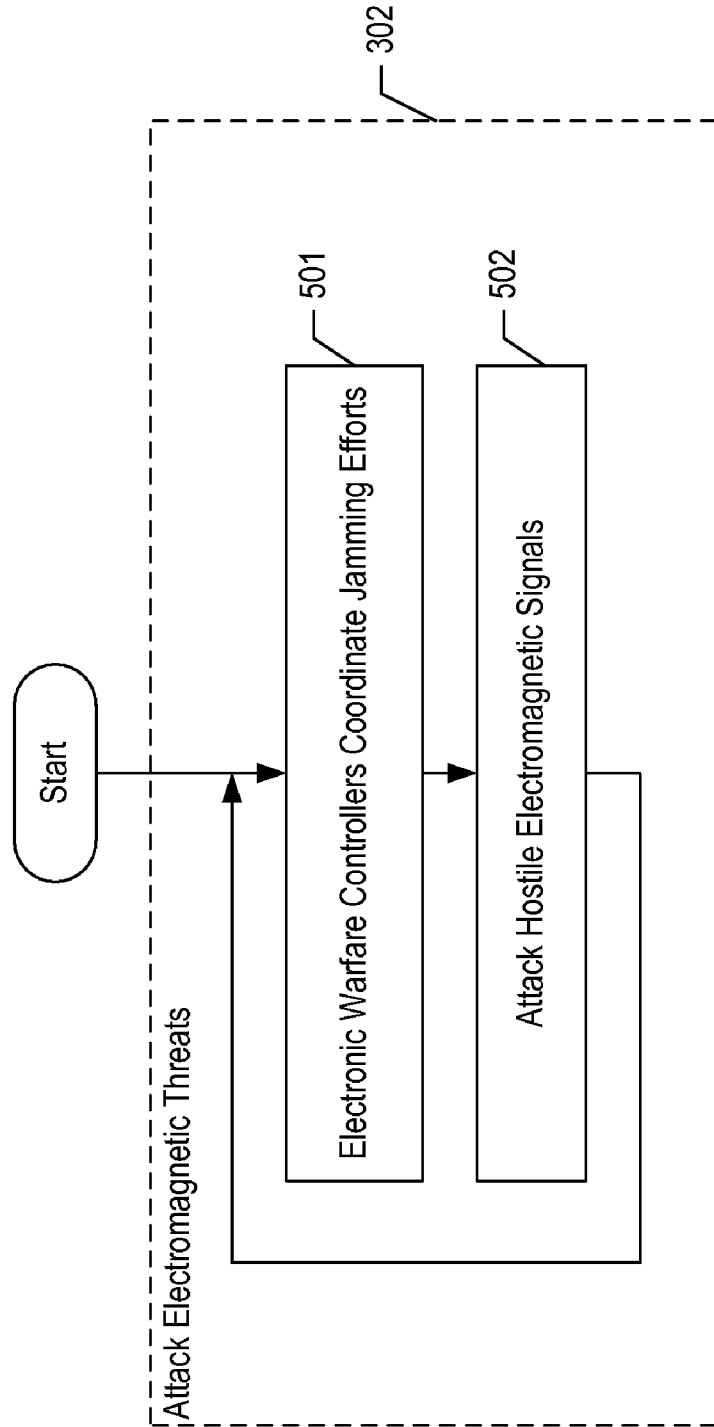 Start
Attack Electromagnetic Threats
302
Electronic Warfare Controllers Coordinate Jamming Efforts
501
Attack Hostile Electromagnetic Signals
502